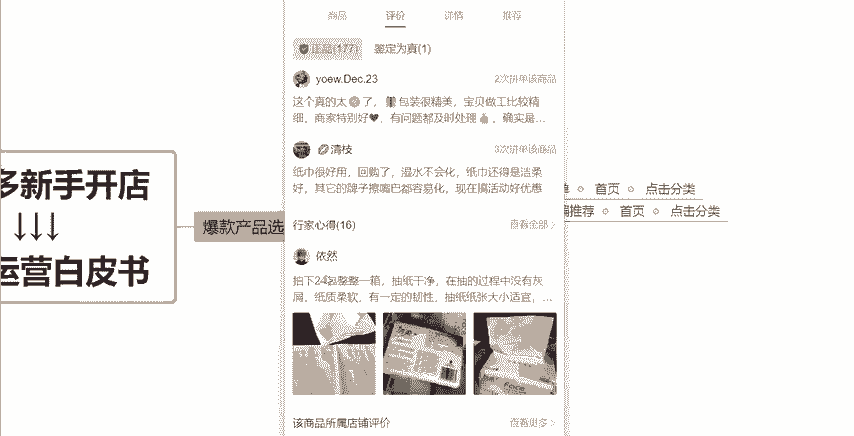 商品 评价 详情 推荐
正品(177) 鉴定为真(1)
yoew.Dec.23 2次拼单该商品
这个真的太 了, 包装很精美,宝贝做工比较精
细。商家特别好❤,有问题都及时处理 。确实是...
清枝 3次拼单该商品
纸巾很好用,回购了,湿水不会化,纸巾还得是洁柔
好,其它的牌子擦嘴巴都容易化,现在搞活动好优惠
行家心得(16) 查看全部 >
依然
拍下24包整整一箱,抽纸干净,在抽的过程中没有灰
屑,纸质柔软,有一定的韧性,抽纸纸张大小适宜,...
该商品所属店铺评价 查看更多 >
多新手开店
↓↓↓
运营白皮书
爆款产品选
单 首页 点击分类
推荐 首页 点击分类